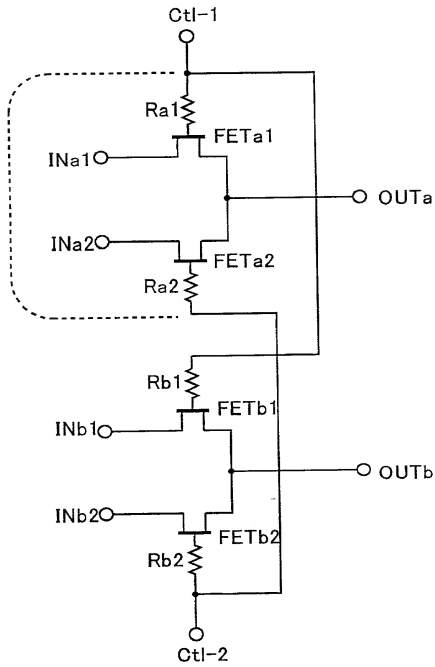 Ctl-1
Ra1
FETa1
INa1
OUTa
INa2
FETa2
Ra2
Rb1
FETb1
INb1
OUTb
INb2
FETb2
Rb2
Ctl-2